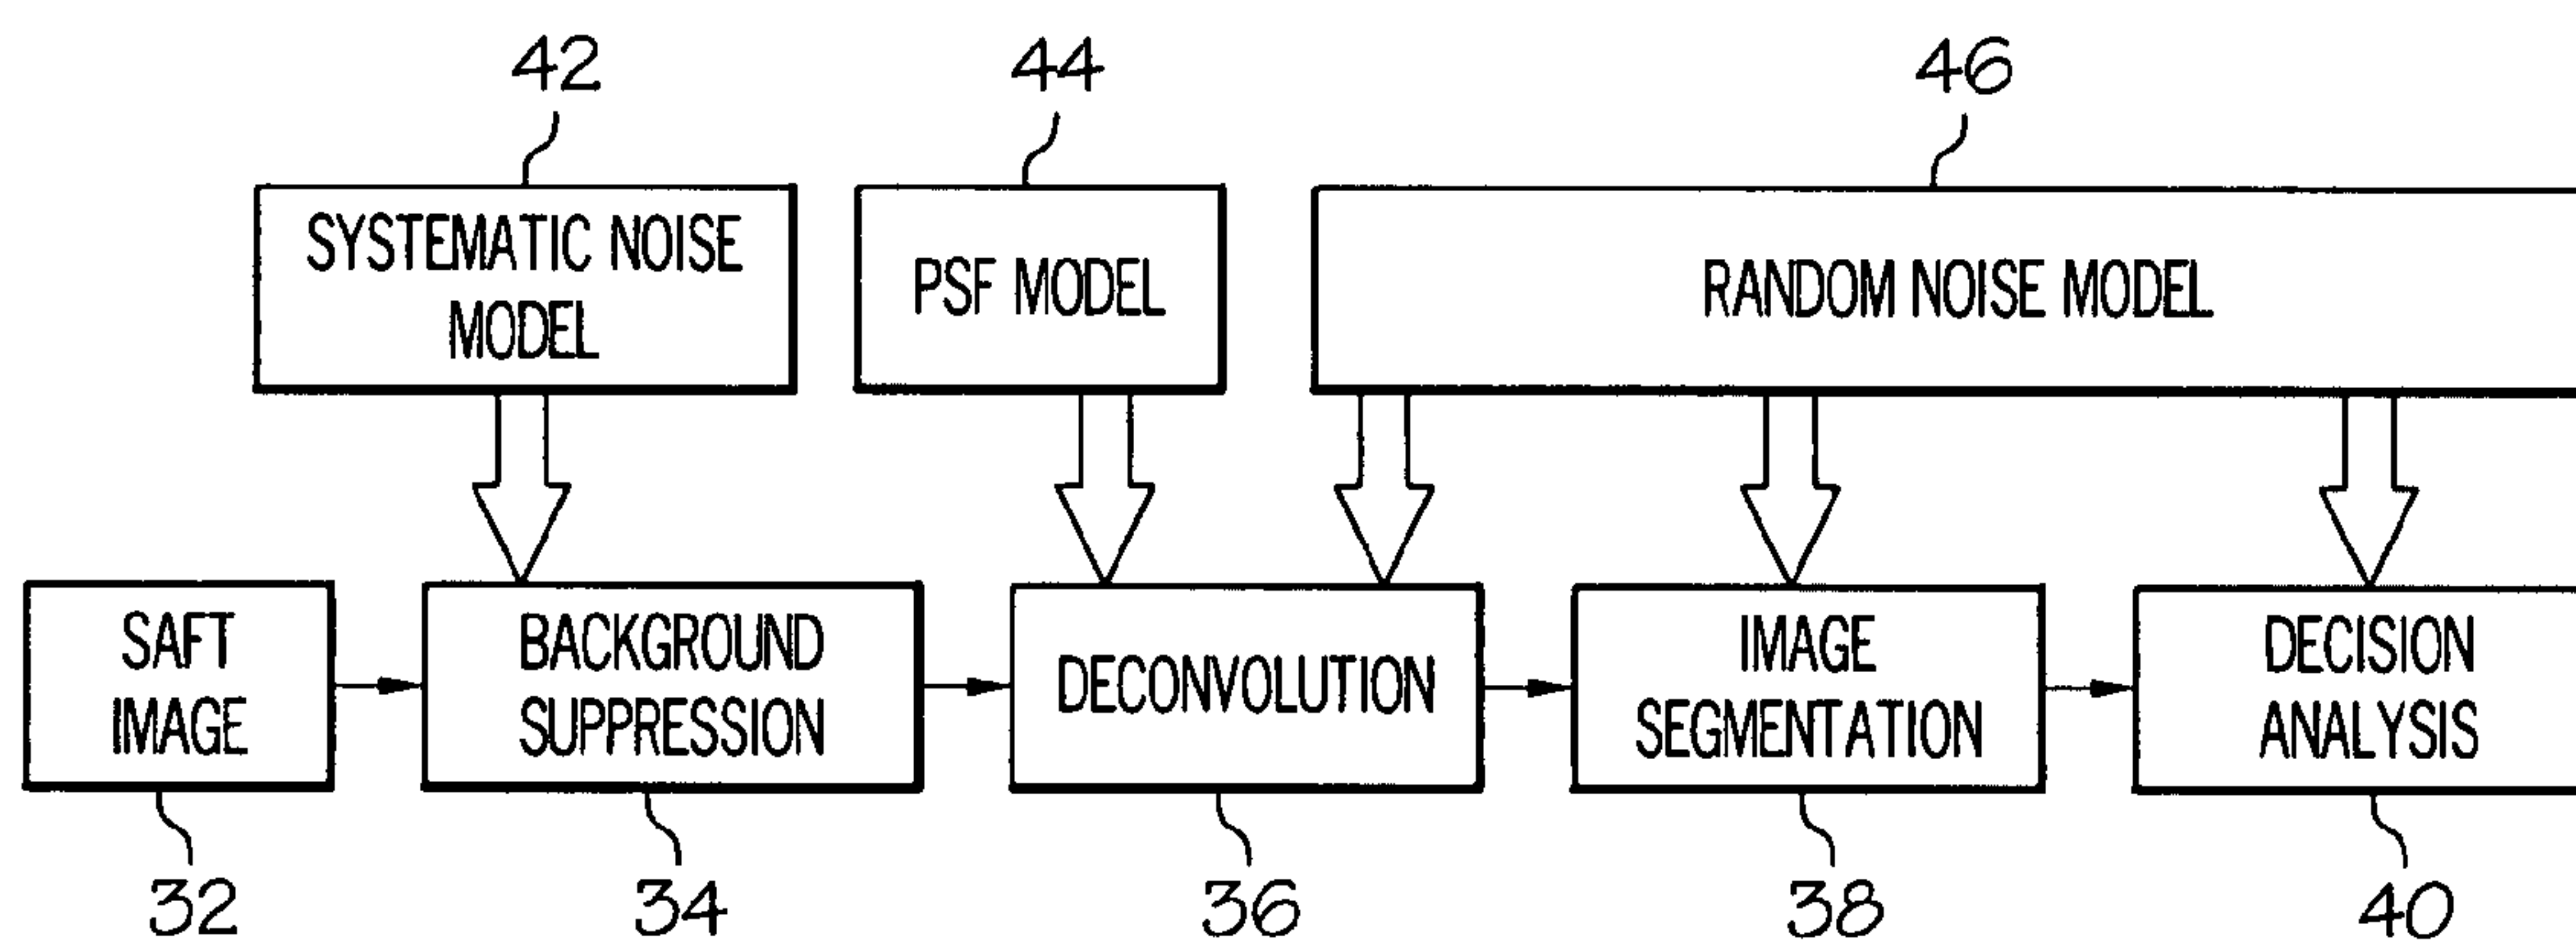 42
44
46
SYSTEMATIC NOISE
MODEL
PSF MODEL
RANDOM NOISE MODEL
SAFT
IMAGE
BACKGROUND
SUPPRESSION
DECONVOLUTION
IMAGE
SEGMENTATION
DECISION
ANALYSIS
32
34
36
38
40